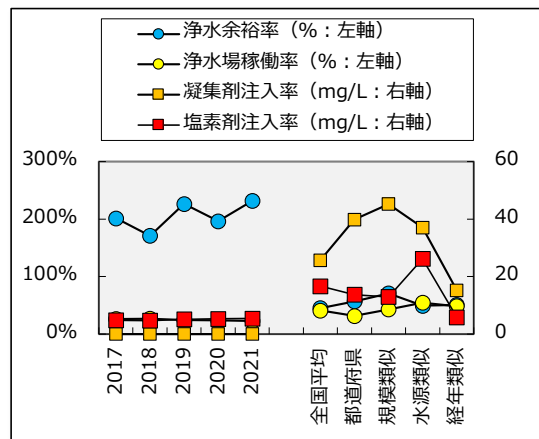 浄水余裕率（%：左軸）
浄水場稼働率（%：左軸）
凝集剤注入率（mg/L：右軸）
塩素剤注入率（mg/L：右軸）
300%
200%
100%
0%
60
40
20
0
2017
2018
2019
2020
2021
全国平均
都道府県
規模類似
水源類似
経年類似